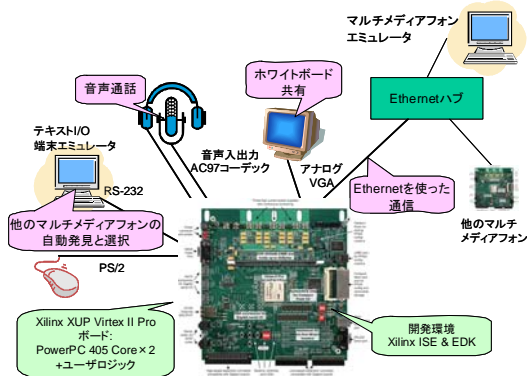 マルチメディアフォン
エミュレータ
ホワイトボード
共有
音声通話
Ethernetハブ
テキストI/O
端末エミュレータ
音声入出力
AC97コーデック
アナログ
VGA
RS-232
Ethernetを使った
通信
他のマルチメディアフォンの
自動発見と選択
他のマルチ
メディアフォン
PS/2
Xilinx XUP Virtex II Pro
ボード:
PowerPC 405 Core×2
+ユーザロジック
開発環境
Xilinx ISE & EDK